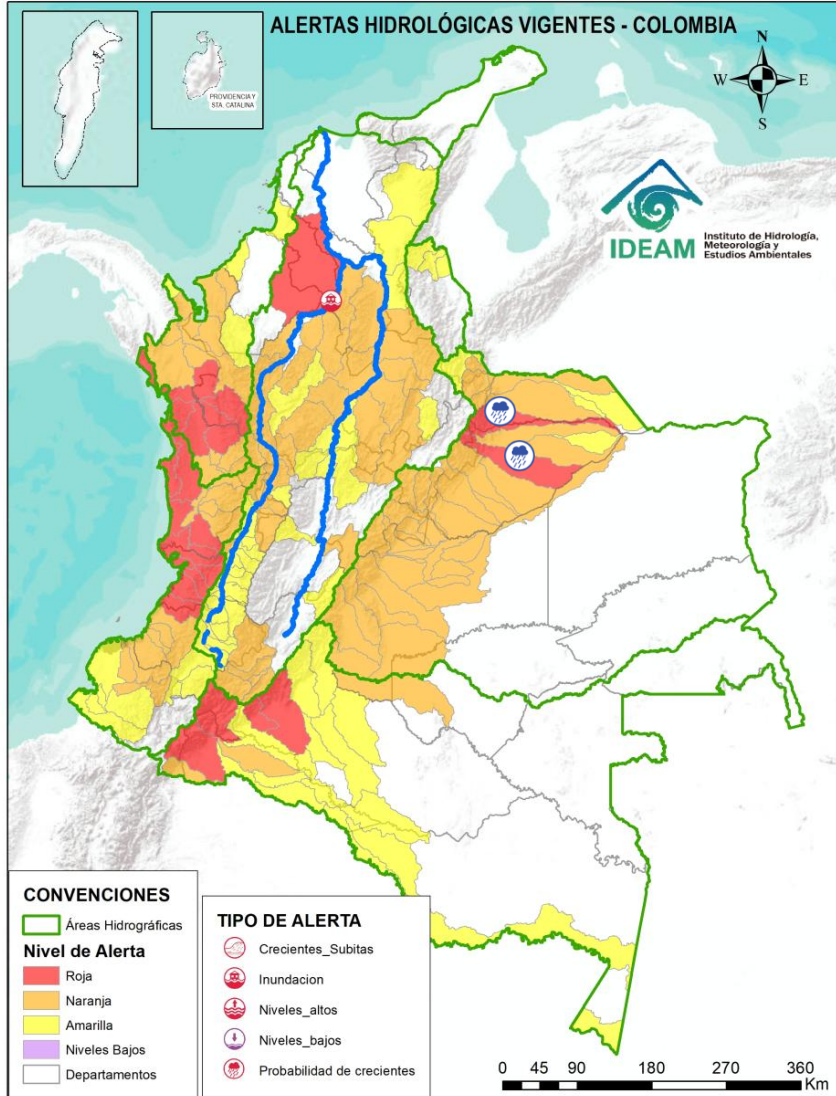 ALERTAS HIDROLÓGICAS VIGENTES - COLOMBIA
PROVIDENCIA Y
STA. CATALINA
N
W
E
S
IDEAM
Instituto de Hidrología,
Meteorología y
Estudios Ambientales
CONVENCIONES
Áreas Hidrográficas
Nivel de Alerta
Roja
Naranja
Amarilla
Niveles Bajos
Departamentos
TIPO DE ALERTA
Crecientes_Subitas
Inundacion
Niveles_altos
Niveles_bajos
Probabilidad de crecientes
0 45 90 180 270 360
Km